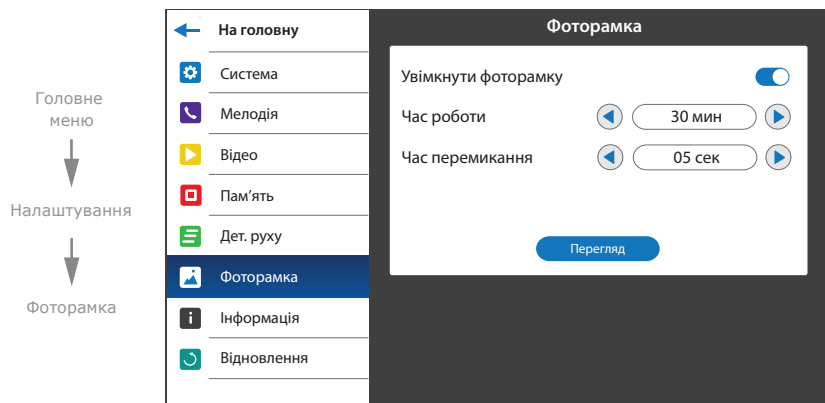 Головне
меню
Налаштування
Фоторамка
На головну
Система
Мелодія
Відео
Пам’ять
Дет. руху
Фоторамка
Інформація
Відновлення
Фоторамка
Увімкнути фоторамку
Час роботи 30 мин
Час перемикання 05 сек
Перегляд